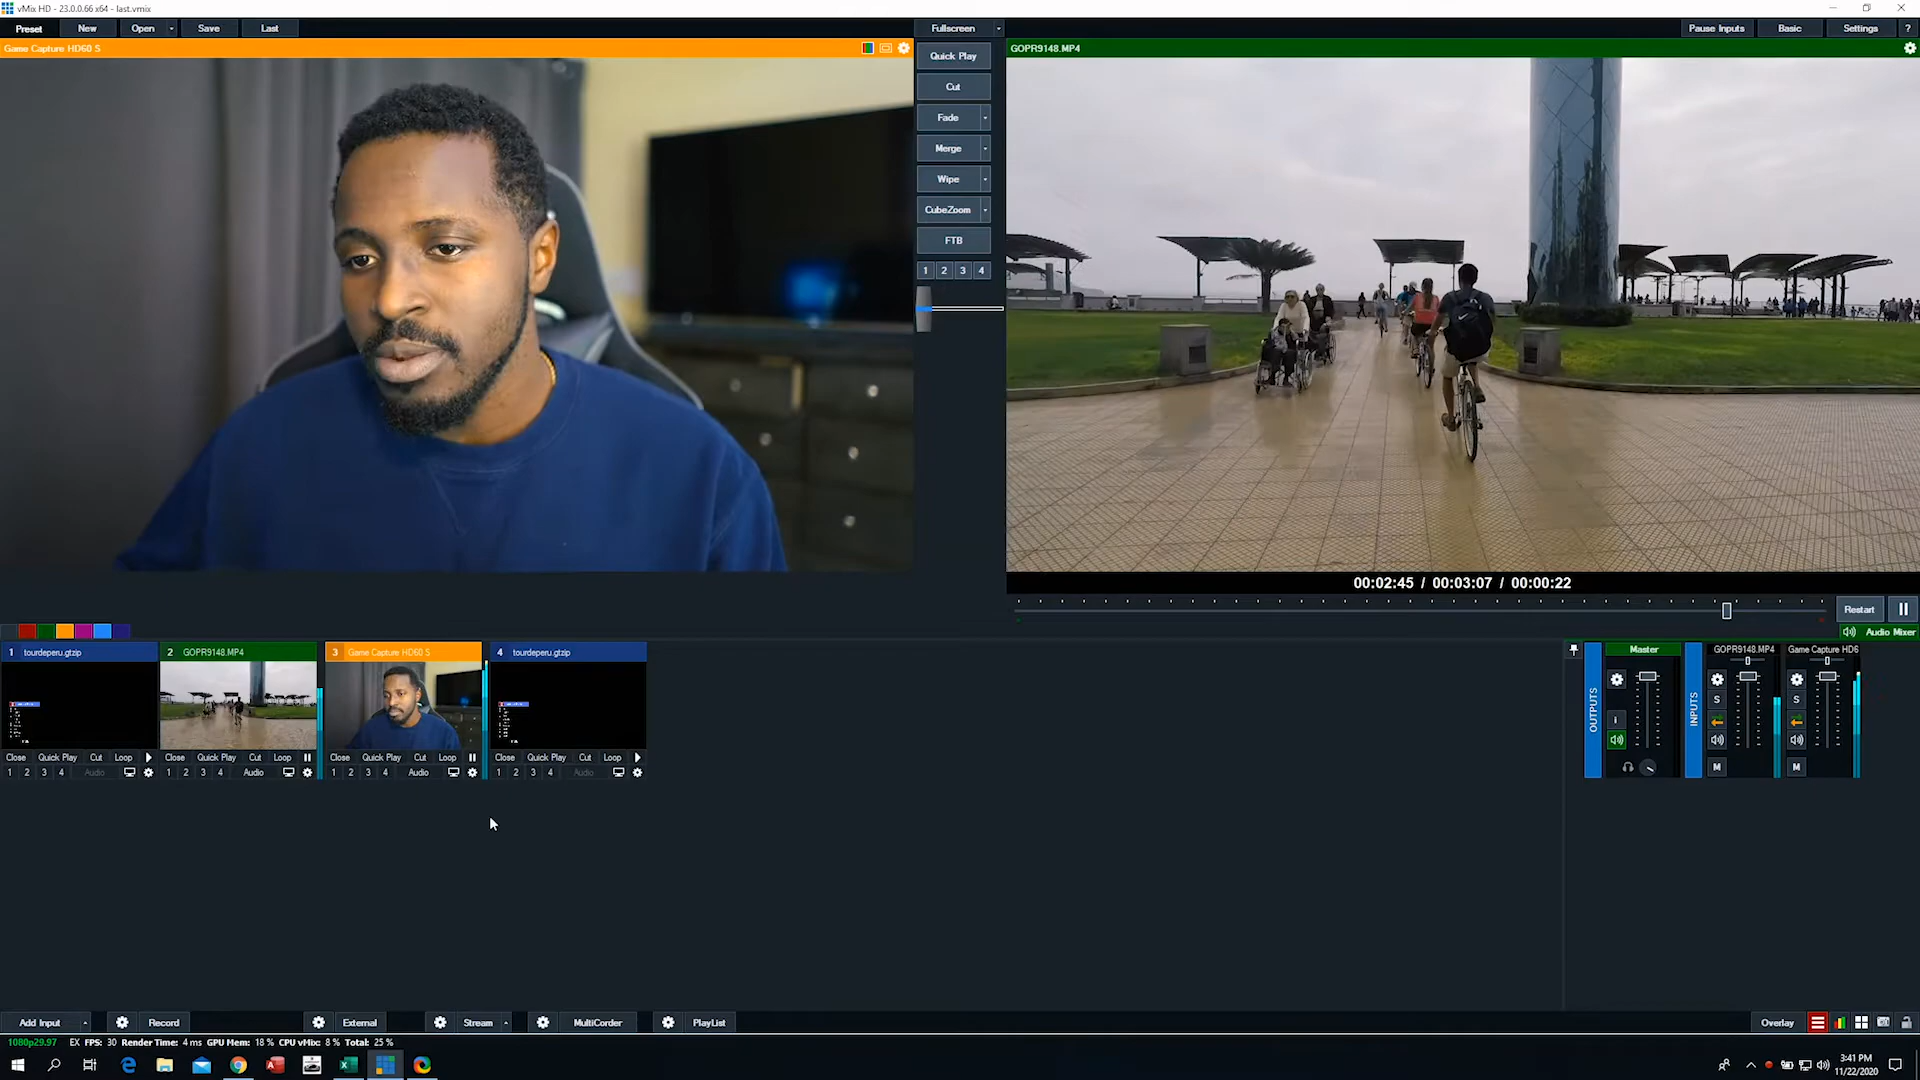 vMix HD - 23.0.0.66 x64 - last.vmix
Preset New Open Save Last Fullscreen Pause Inputs Basic Settings ?
Game Capture HD60 S
Quick Play
Cut
Fade
Merge
Wipe
CubeZoom
FTB
1 2 3 4
GOPR9148.MP4
00:02:45 / 00:03:07 / 00:00:22
Restart
Audio Mixer
1 tourdeperu.gtzip
Close Quick Play Cut Loop
1 2 3 4 Audio
2 GOPR9148.MP4
Close Quick Play Cut Loop
1 2 3 4 Audio
3 Game Capture HD60 S
Close Quick Play Cut Loop
1 2 3 4 Audio
4 tourdeperu.gtzip
Close Quick Play Cut Loop
1 2 3 4 Audio
OUTPUTS
Master
i
INPUTS
GOPR9148.MP4
S
M
Game Capture HD6
S
M
Add Input Record External Stream MultiCorder PlayList Overlay
1080p29.97 EX FPS: 30 Render Time: 4 ms GPU Mem: 18 % CPU vMix: 8 % Total: 25 %
3:41 PM
11/22/2020